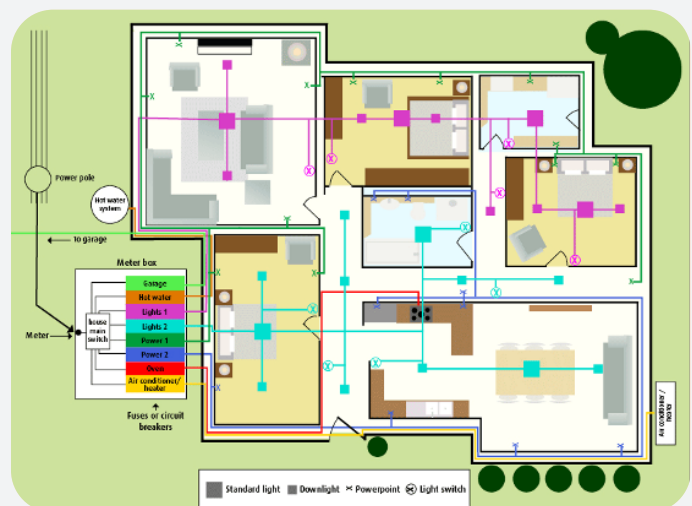 Power pole
Hot water
system
to garage
Meter box
Garage
Hot water
Lights 1
Lights 2
Power 1
Power 2
Oven
Air conditioner/
heater
house
main
switch
Meter
Fuses or circuit
breakers
Air conditioner /
heater
Standard light
Downlight
Powerpoint
Light switch